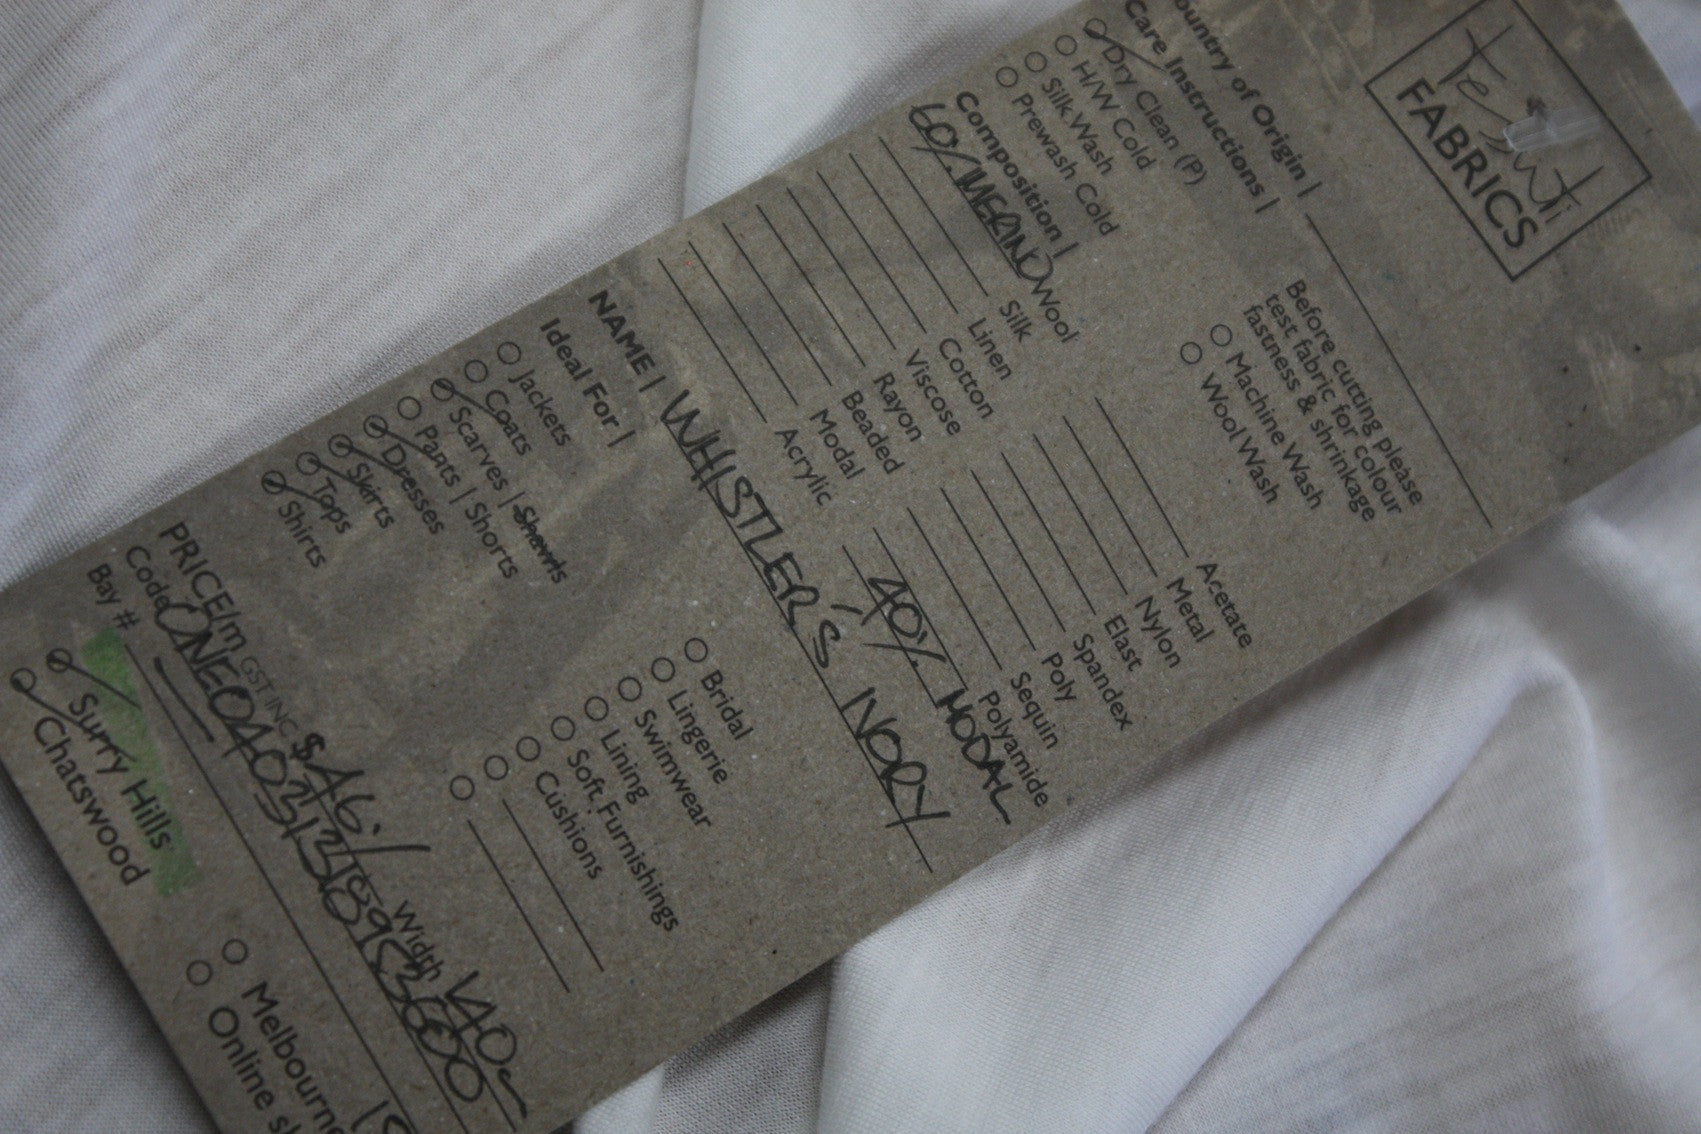 Tessuti
FABRICS
ountry of Origin |
Care Instructions |
Dry Clean (P)
H/W Cold
Silk Wash
Prewash Cold
Before cutting please
test fabric for colour
fastness & shrinkage
Machine Wash
Wool Wash
Composition |
60% MERINO Wool
Silk
Linen
Cotton
Viscose
Rayon
Beaded
Modal
Acrylic
Acetate
Metal
Nylon
Elast
Spandex
Poly
Sequin
Polyamide
40% MODAL
NAME | WHISTLER'S IVORY
Ideal For |
Jackets
Coats
Scarves | Shawls
Pants | Shorts
Dresses
Skirts
Tops
Shirts
Bridal
Lingerie
Swimwear
Lining
Soft Furnishings
Cushions
PRICE/m GST INC $46.- Width 140c
Code
Bay #
Surry Hills
Chatswood
Melbourne
Online s